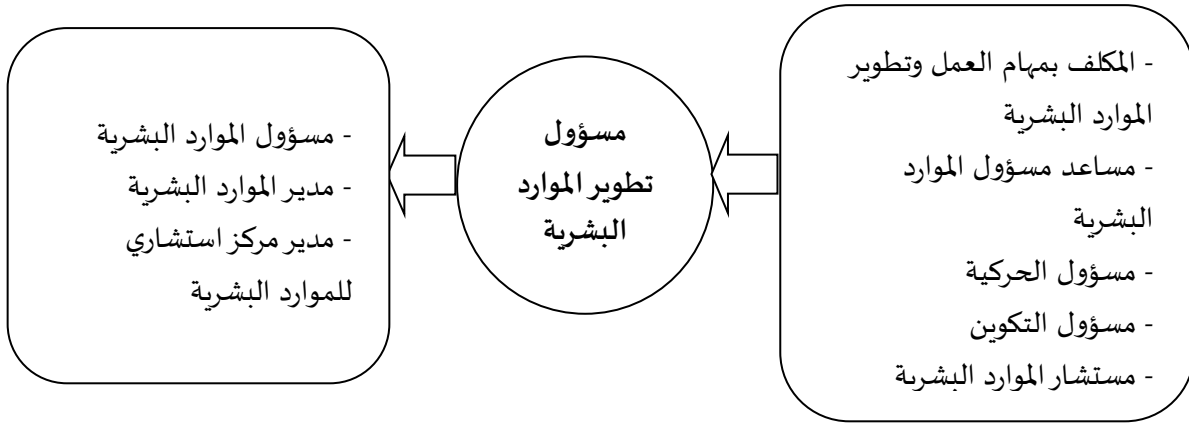 - المكلف بمهام العمل وتطوير
الموارد البشرية
- مساعد مسؤول الموارد
البشرية
- مسؤول الحركية
- مسؤول التكوين
- مستشار الموارد البشرية
مسؤول
تطوير الموارد
البشرية
- مسؤول الموارد البشرية
- مدير الموارد البشرية
- مدير مركز استشاري
للموارد البشرية